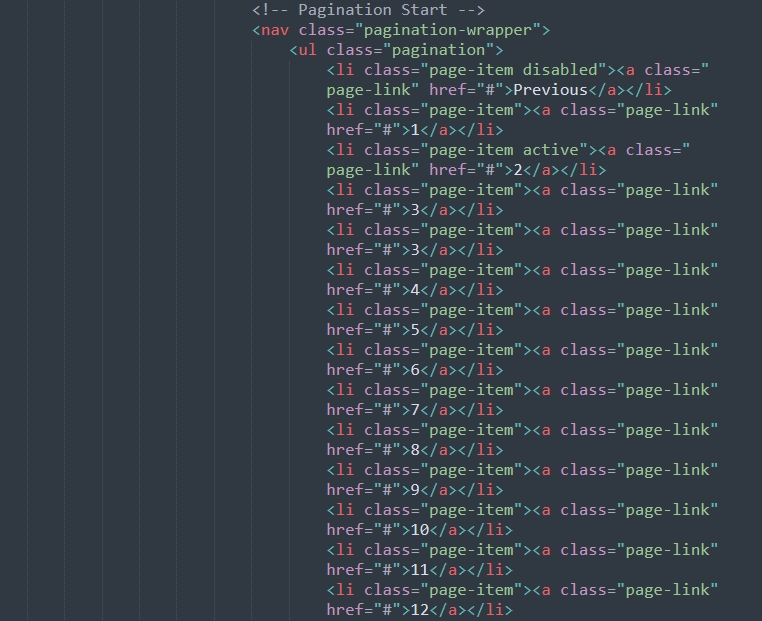 <!-- Pagination Start -->
<nav class="pagination-wrapper">
<ul class="pagination">
<li class="page-item disabled"><a class="
page-link" href="#">Previous</a></li>
<li class="page-item"><a class="page-link"
href="#">1</a></li>
<li class="page-item active"><a class="
page-link" href="#">2</a></li>
<li class="page-item"><a class="page-link"
href="#">3</a></li>
<li class="page-item"><a class="page-link"
href="#">3</a></li>
<li class="page-item"><a class="page-link"
href="#">4</a></li>
<li class="page-item"><a class="page-link"
href="#">5</a></li>
<li class="page-item"><a class="page-link"
href="#">6</a></li>
<li class="page-item"><a class="page-link"
href="#">7</a></li>
<li class="page-item"><a class="page-link"
href="#">8</a></li>
<li class="page-item"><a class="page-link"
href="#">9</a></li>
<li class="page-item"><a class="page-link"
href="#">10</a></li>
<li class="page-item"><a class="page-link"
href="#">11</a></li>
<li class="page-item"><a class="page-link"
href="#">12</a></li>